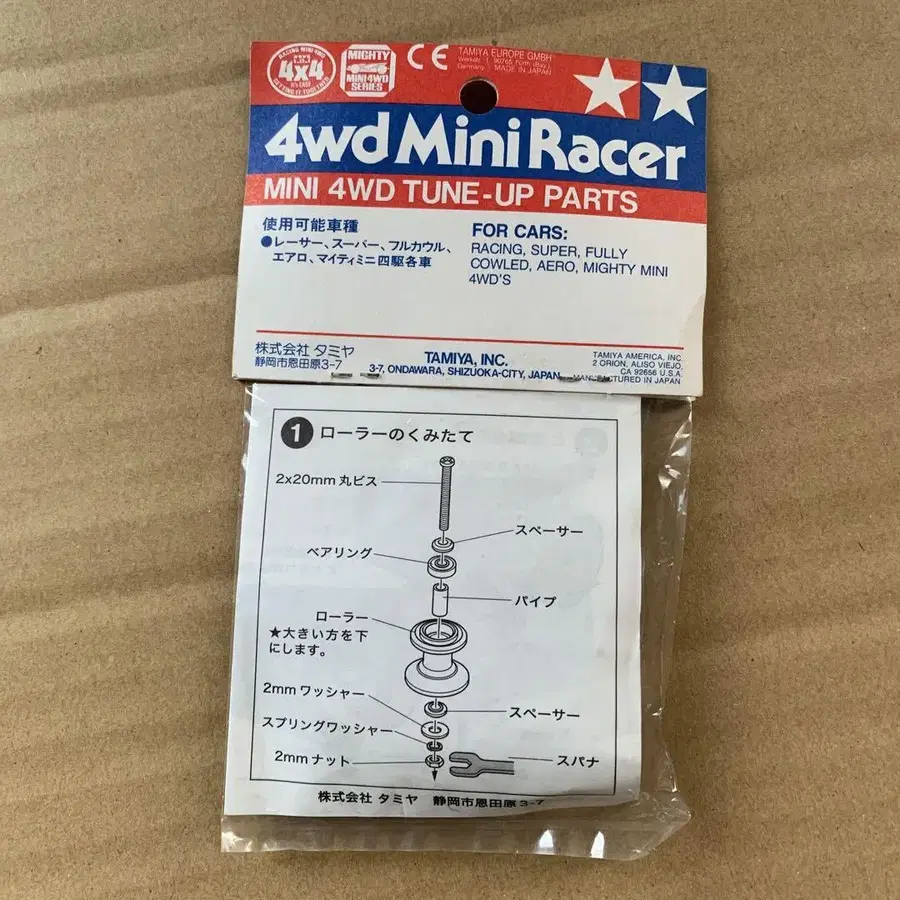 RACING MINI 4WD
4x4
It's EASY
GETTING IT TOGETHER
MIGHTY
MINI 4WD
SERIES
CE
TAMIYA EUROPE GMBH
Germany MADE IN JAPAN
4wd Mini Racer
MINI 4WD TUNE-UP PARTS
使用可能車種
●レーサー、スーパー、フルカウル、
エアロ、マイティミニ四駆各車
FOR CARS:
RACING, SUPER, FULLY
COWLED, AERO, MIGHTY MINI
4WD'S
株式会社 タミヤ
静岡市恩田原3-7
TAMIYA, INC.
3-7, ONDAWARA, SHIZUOKA-CITY, JAPAN
TAMIYA AMERICA, INC.
2 ORION, ALISO VIEJO,
CA 92656 U.S.A.
MANUFACTURED IN JAPAN
1 ローラーのくみたて
2x20mm 丸ビス
スペーサー
ベアリング
パイプ
ローラー
★大きい方を下
にします。
2mm ワッシャー
スペーサー
スプリングワッシャー
2mm ナット
スパナ
株式会社 タミヤ 静岡市恩田原3-7